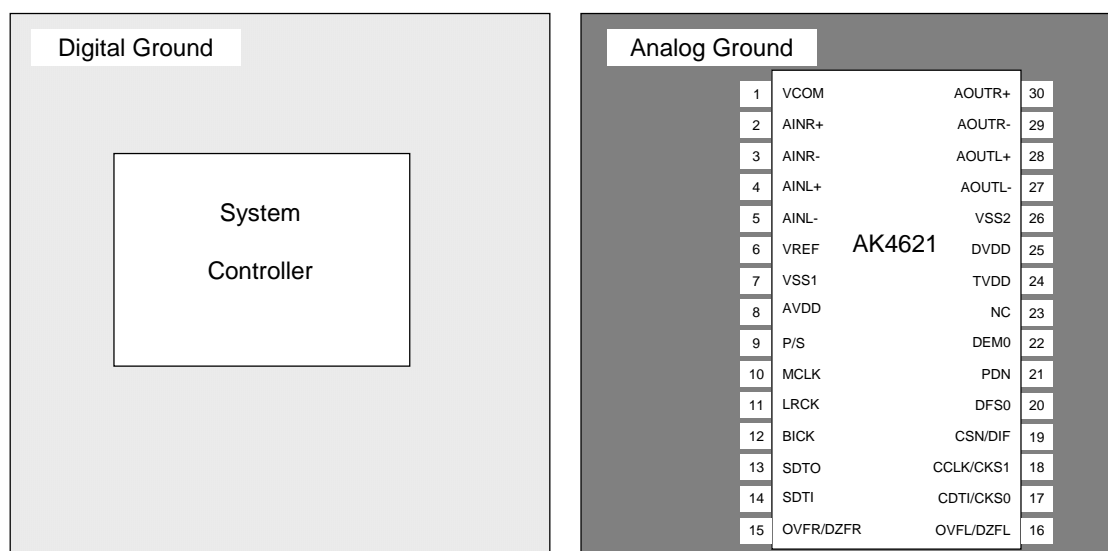 Digital Ground
System
Controller
Analog Ground
AK4621
1 VCOM AOUTR+ 30
2 AINR+ AOUTR- 29
3 AINR- AOUTL+ 28
4 AINL+ AOUTL- 27
5 AINL- VSS2 26
6 VREF DVDD 25
7 VSS1 TVDD 24
8 AVDD NC 23
9 P/S DEM0 22
10 MCLK PDN 21
11 LRCK DFS0 20
12 BICK CSN/DIF 19
13 SDTO CCLK/CKS1 18
14 SDTI CDTI/CKS0 17
15 OVFR/DZFR OVFL/DZFL 16